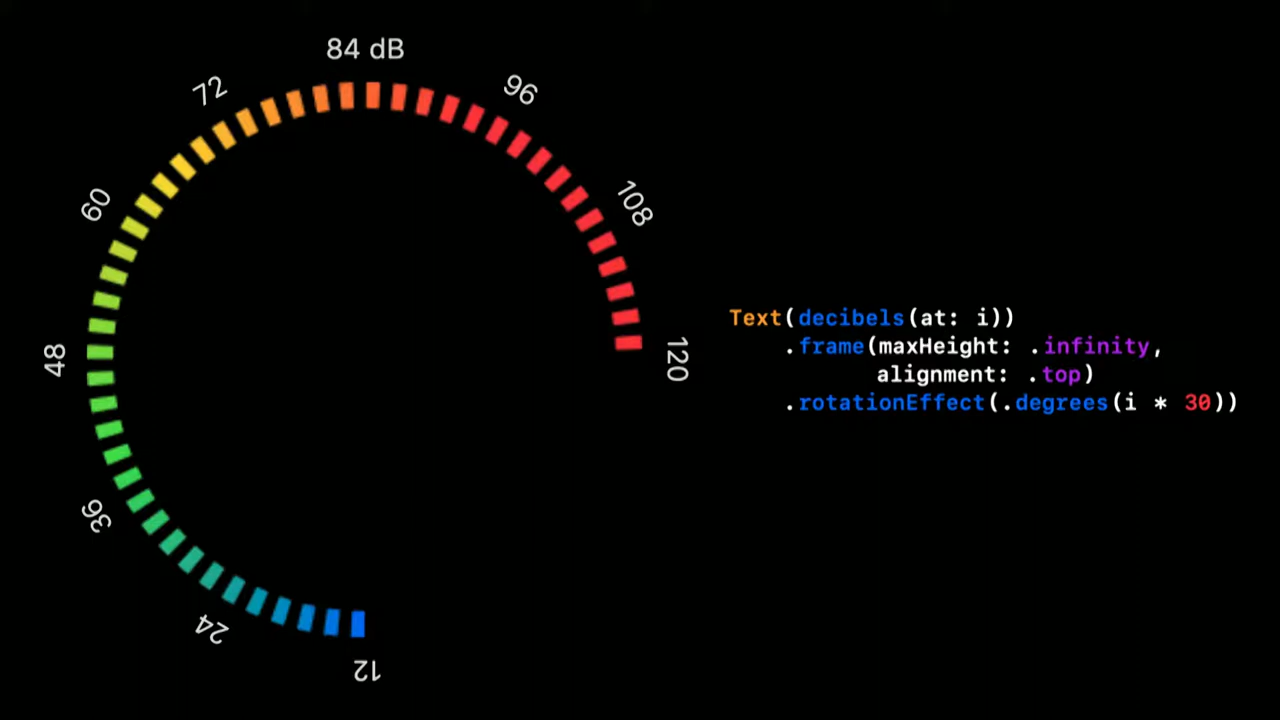 84 dB
72
96
60
108
48
120
36
24
12
Text(decibels(at: i))
.frame(maxHeight: .infinity,
alignment: .top)
.rotationEffect(.degrees(i * 30))